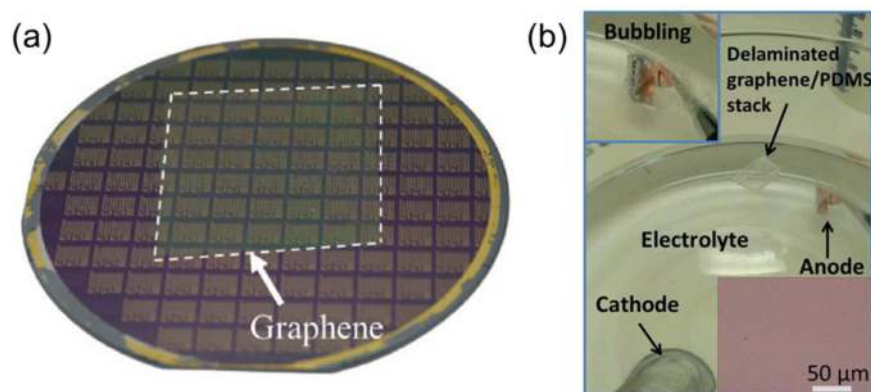 (a)
Graphene
(b)
Bubbling
Delaminated
graphene/PDMS
stack
Electrolyte
Anode
Cathode
50 μm